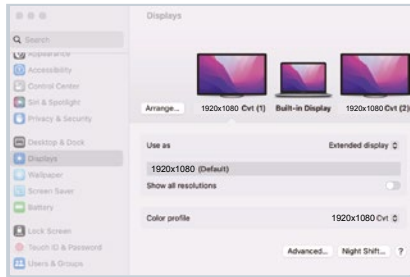 Displays
Search
Appearance
Accessibility
Control Center
Siri & Spotlight
Privacy & Security
Desktop & Dock
Displays
Wallpaper
Screen Saver
Battery
Lock Screen
Touch ID & Password
Users & Groups
Arrange... 1920x1080 Cvt (1) Built-in Display 1920x1080 Cvt (2)
Use as Extended display
1920x1080 (Default)
Show all resolutions
Color profile 1920x1080 Cvt
Advanced... Night Shift... ?